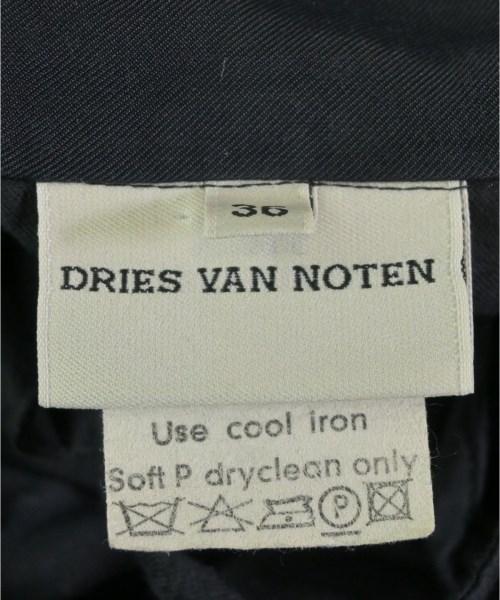 36
DRIES VAN NOTEN
Use cool iron
Soft P dryclean only
P